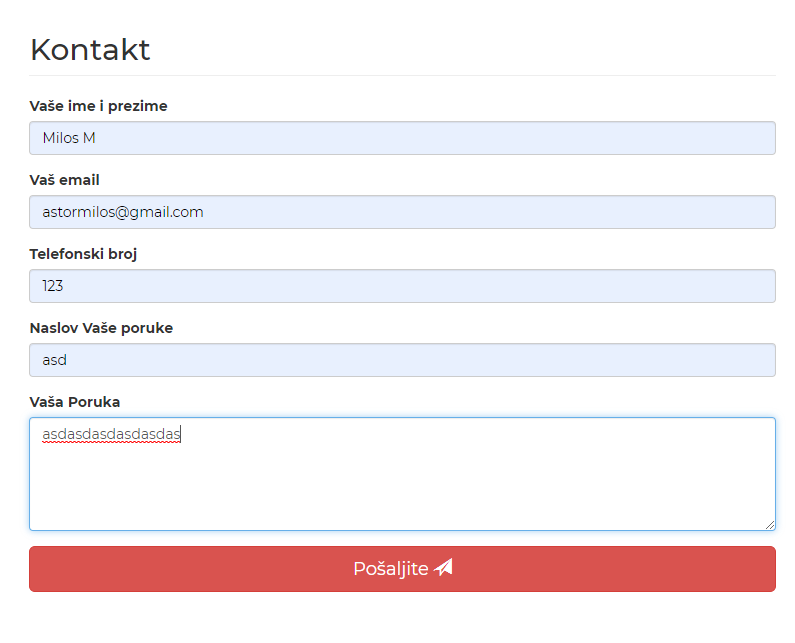 Kontakt
Vaše ime i prezime
Milos M
Vaš email
astormilos@gmail.com
Telefonski broj
123
Naslov Vaše poruke
asd
Vaša Poruka
asdasdasdasdasdas
Pošaljite